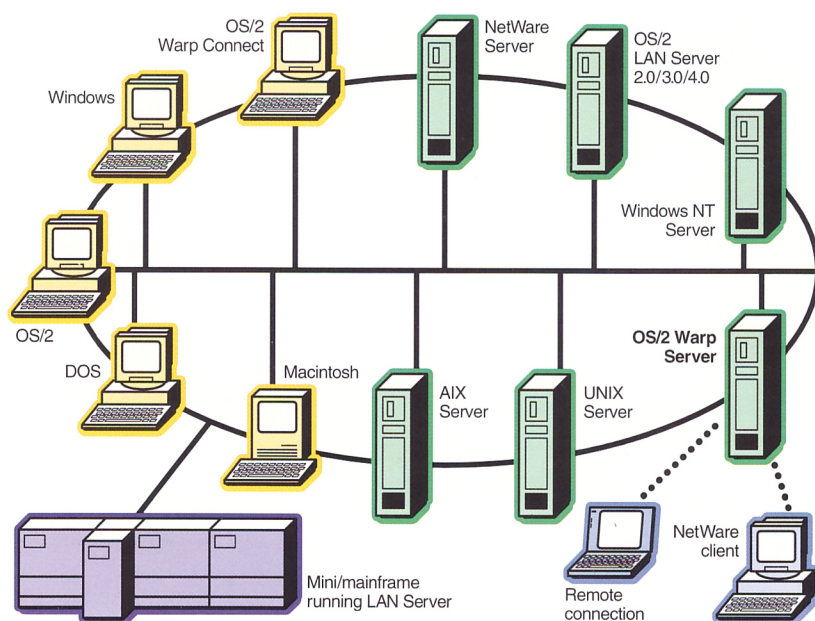 OS/2
Warp Connect
NetWare
Server
OS/2
LAN Server
2.0/3.0/4.0
Windows
Windows NT
Server
OS/2
DOS
Macintosh
AIX
Server
UNIX
Server
OS/2 Warp
Server
Mini/mainframe
running LAN Server
Remote
connection
NetWare
client